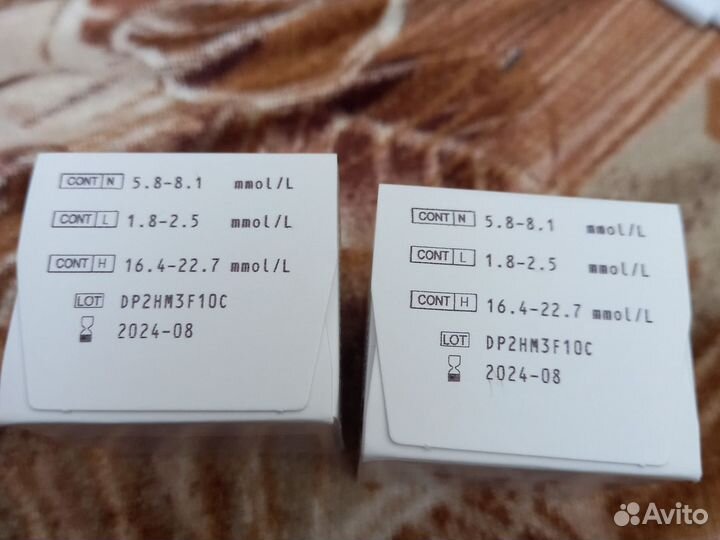 CONT N 5.8-8.1 mmol/L
CONT L 1.8-2.5 mmol/L
CONT H 16.4-22.7 mmol/L
LOT DP2HM3F10C
2024-08
CONT N 5.8-8.1 mmol/L
CONT L 1.8-2.5 mmol/L
CONT H 16.4-22.7 mmol/L
LOT DP2HM3F10C
2024-08
Avito